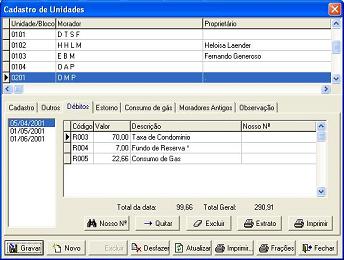 Cadastro de Unidades
Unidade/Bloco Morador Proprietário
0101 D T S F
0102 H H L M Heloisa Laender
0103 E B M Fernando Generoso
0104 O A P
0201 O M P
Cadastro Outros Débitos Estorno Consumo de gás Moradores Antigos Observação
05/04/2001
01/05/2001
01/06/2001
Código Valor Descrição Nosso Nº
R003 70,00 Taxa de Condominio
R004 7,00 Fundo de Reserva *
R005 22,66 Consumo de Gas
Total da data: 99,66 Total Geral: 290,91
Nosso Nº Quitar Excluir Extrato Imprimir
Gravar Novo Excluir Desfazer Atualizar Imprimir... Frações Fechar